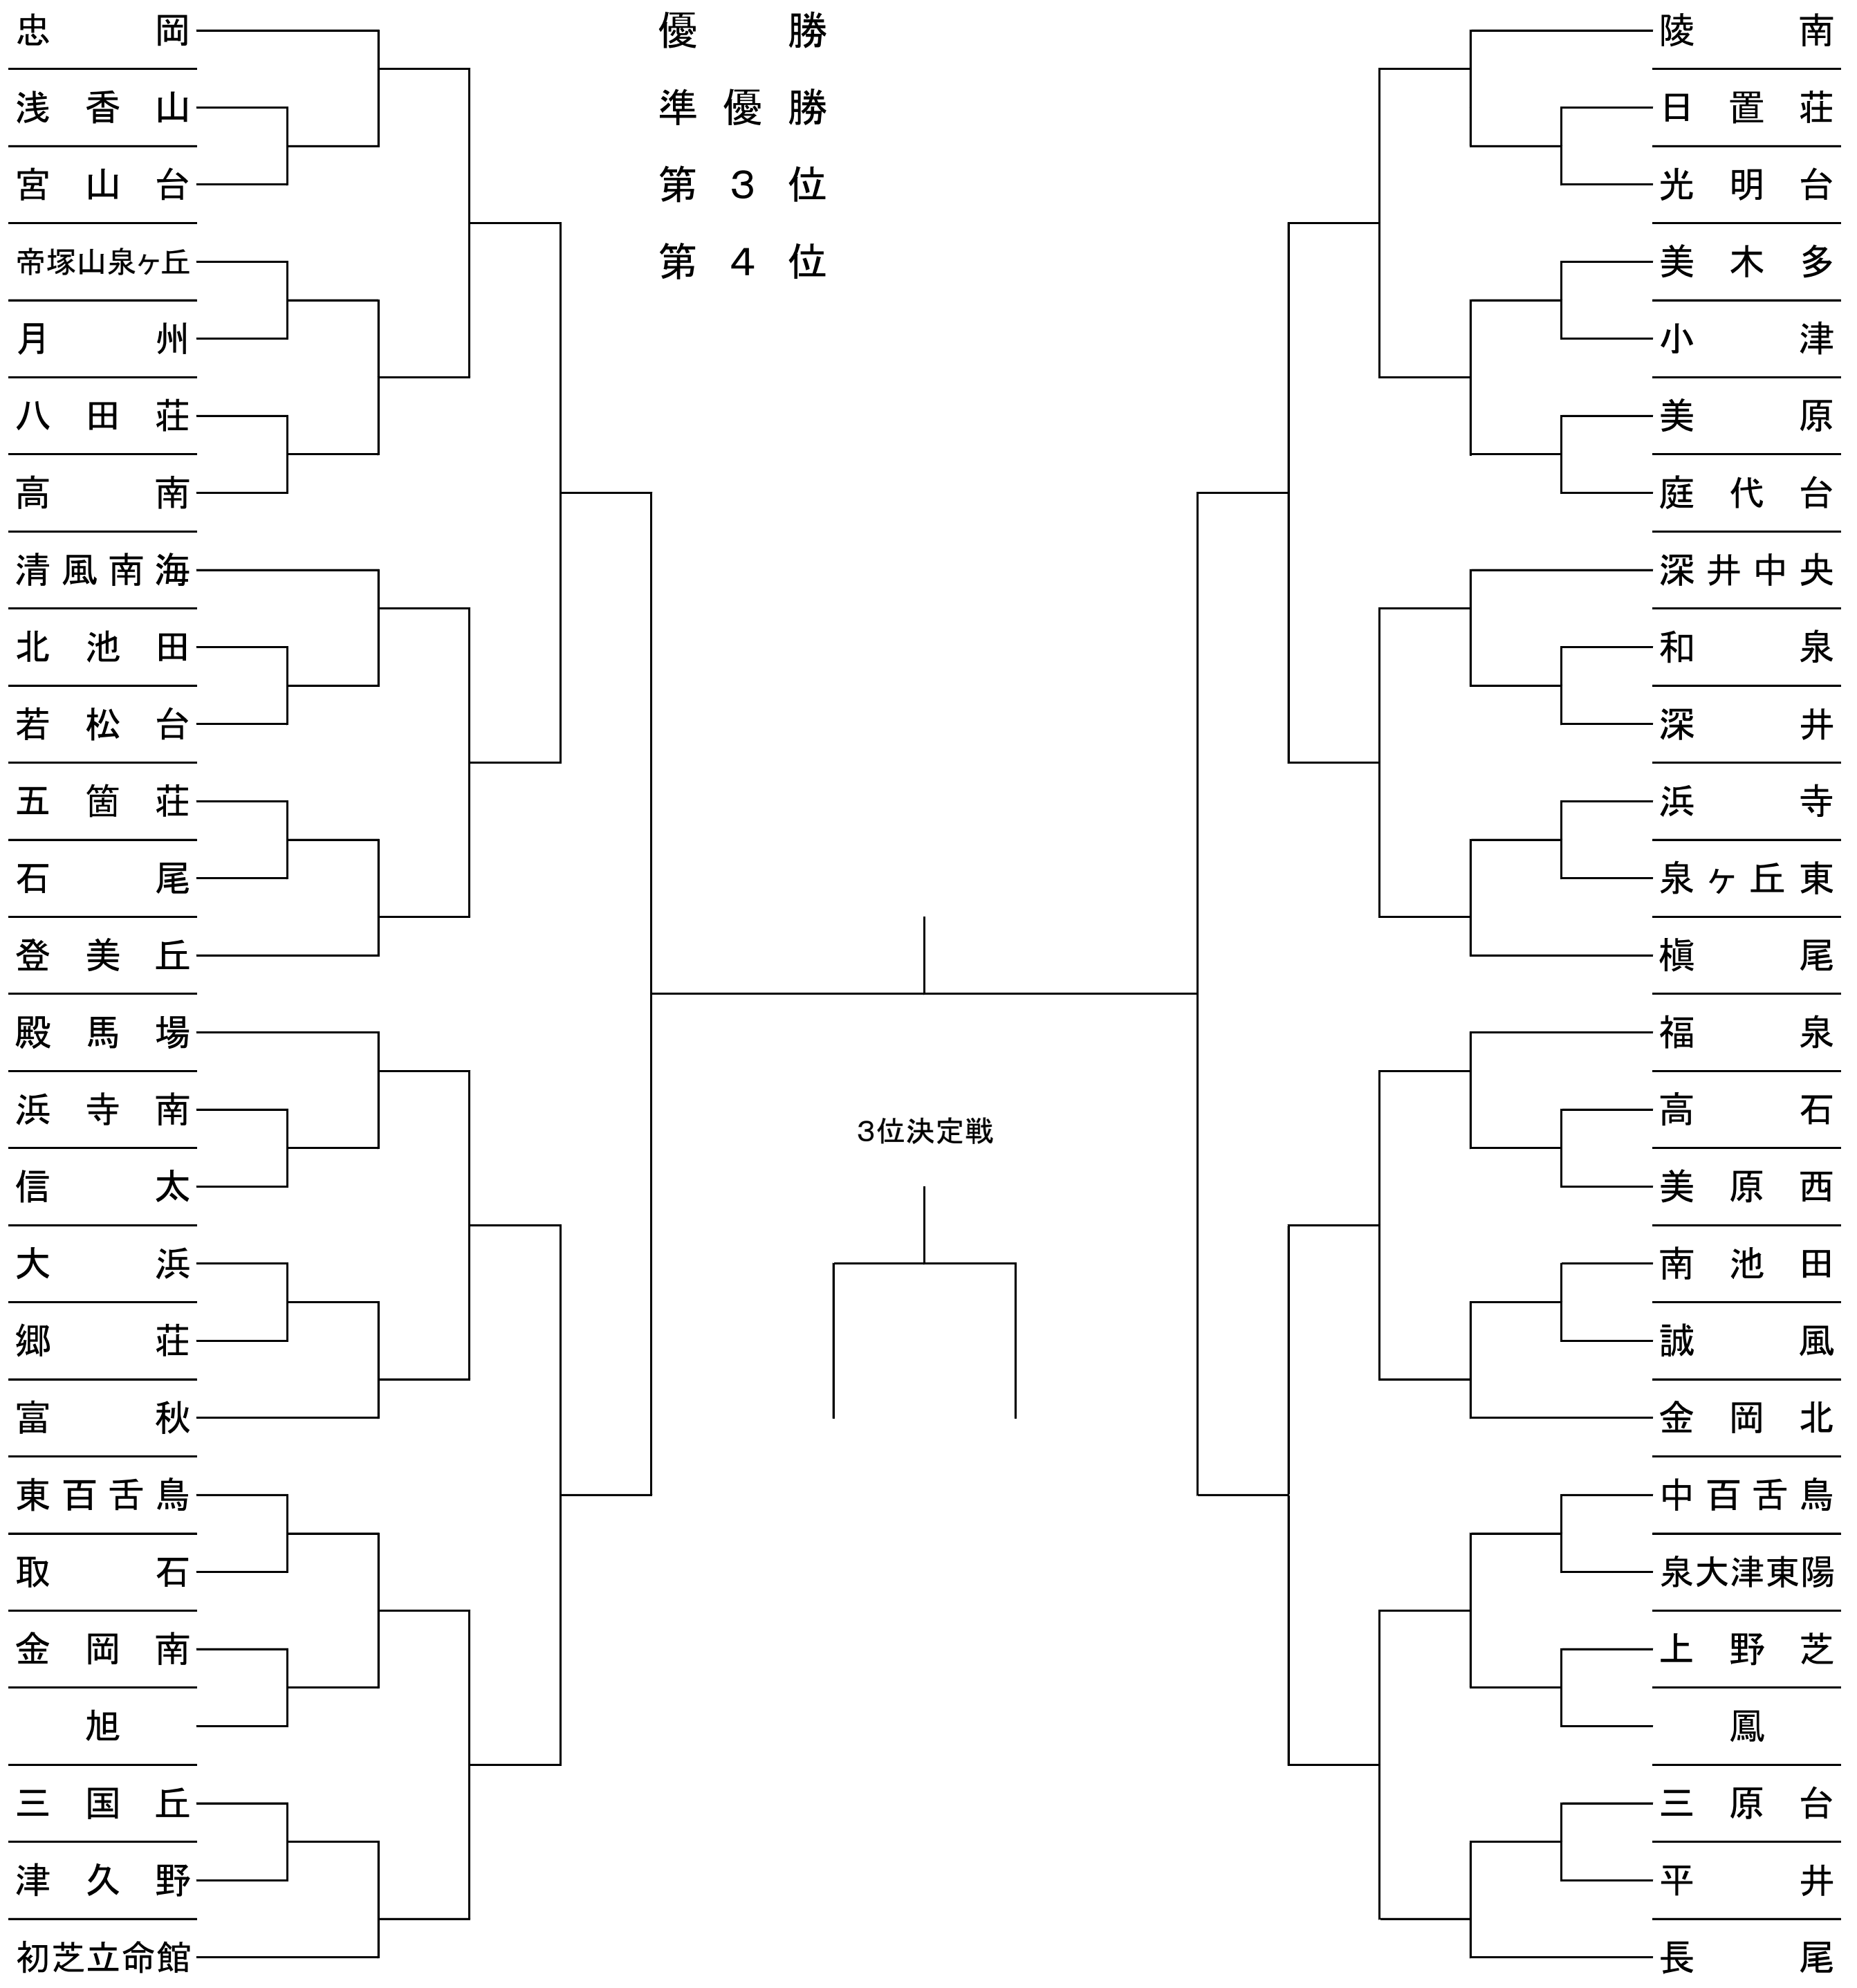 忠岡
浅香山
宮山台
帝塚山泉ヶ丘
月州
八田荘
高南
清風南海
北池田
若松台
五箇荘
石尾
登美丘
殿馬場
浜寺南
信太
大浜
郷荘
富秋
東百舌鳥
取石
金岡南
旭
三国丘
津久野
初芝立命館
優勝
準優勝
第3位
第4位
3位決定戦
陵南
日置荘
光明台
美木多
小津
美原
庭代台
深井中央
和泉
深井
浜寺
泉ヶ丘東
槇尾
福泉
高石
美原西
南池田
誠風
金岡北
中百舌鳥
泉大津東陽
上野芝
鳳
三原台
平井
長尾